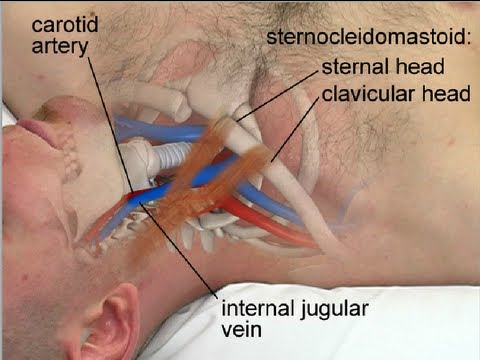 carotid
artery
sternocleidomastoid:
sternal head
clavicular head
internal jugular
vein